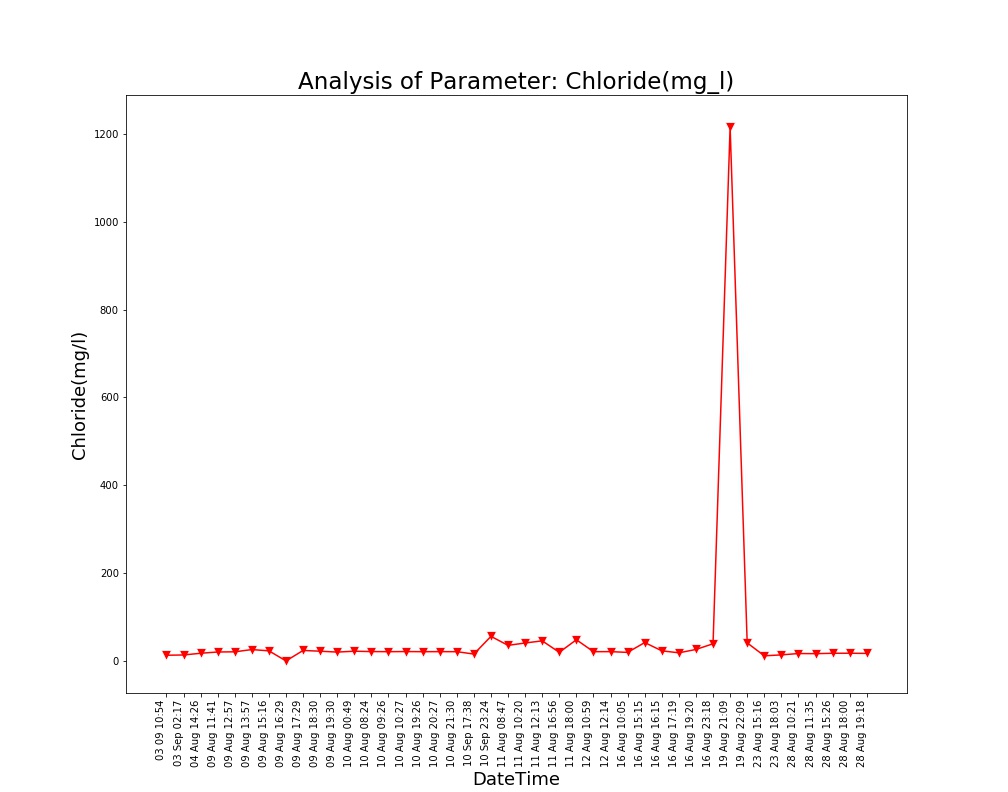 Analysis of Parameter: Chloride(mg_l)
1200
1000
800
600
400
200
0
Chloride(mg/l)
03 09 10:54
03 Sep 02:17
04 Aug 14:26
09 Aug 11:41
09 Aug 12:57
09 Aug 13:57
09 Aug 15:16
09 Aug 16:29
09 Aug 17:29
09 Aug 18:30
09 Aug 19:30
10 Aug 00:49
10 Aug 08:24
10 Aug 09:26
10 Aug 10:27
10 Aug 19:26
10 Aug 20:27
10 Aug 21:30
10 Sep 17:38
10 Sep 23:24
11 Aug 08:47
11 Aug 10:20
11 Aug 12:13
11 Aug 16:56
11 Aug 18:00
12 Aug 10:59
12 Aug 12:14
16 Aug 10:05
16 Aug 15:15
16 Aug 16:15
16 Aug 17:19
16 Aug 19:20
16 Aug 23:18
19 Aug 21:09
19 Aug 22:09
23 Aug 15:16
23 Aug 18:03
28 Aug 10:21
28 Aug 11:35
28 Aug 15:26
28 Aug 18:00
28 Aug 19:18
DateTime